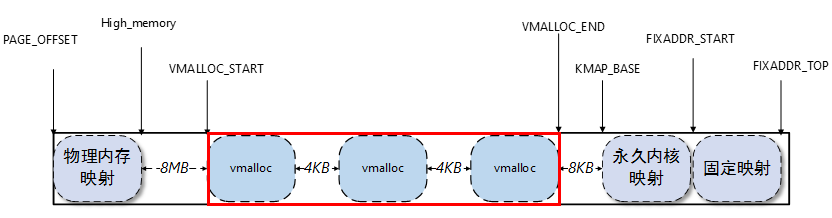 PAGE_OFFSET
High_memory
VMALLOC_START
VMALLOC_END
KMAP_BASE
FIXADDR_START
FIXADDR_TOP
物理内存
映射
-8MB-
vmalloc
4KB
vmalloc
4KB
vmalloc
8KB
永久内核
映射
固定映射